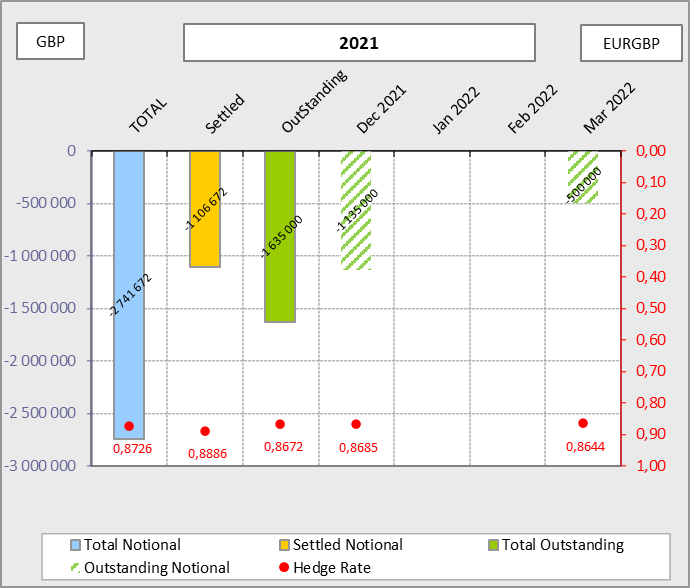 GBP
2021
EURGBP
TOTAL
Settled
OutStanding
Dec 2021
Jan 2022
Feb 2022
Mar 2022
0
-500 000
-1 000 000
-1 500 000
-2 000 000
-2 500 000
-3 000 000
0,00
0,10
0,20
0,30
0,40
0,50
0,60
0,70
0,80
0,90
1,00
-2 741 672
-1 106 672
-1 635 000
-1 135 000
-500 000
0,8726
0,8886
0,8672
0,8685
0,8644
Total Notional
Settled Notional
Total Outstanding
Outstanding Notional
Hedge Rate